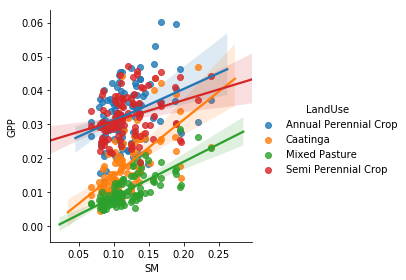 0.06
0.05
0.04
0.03
0.02
0.01
0.00
GPP
0.05 0.10 0.15 0.20 0.25
SM
LandUse
Annual Perennial Crop
Caatinga
Mixed Pasture
Semi Perennial Crop